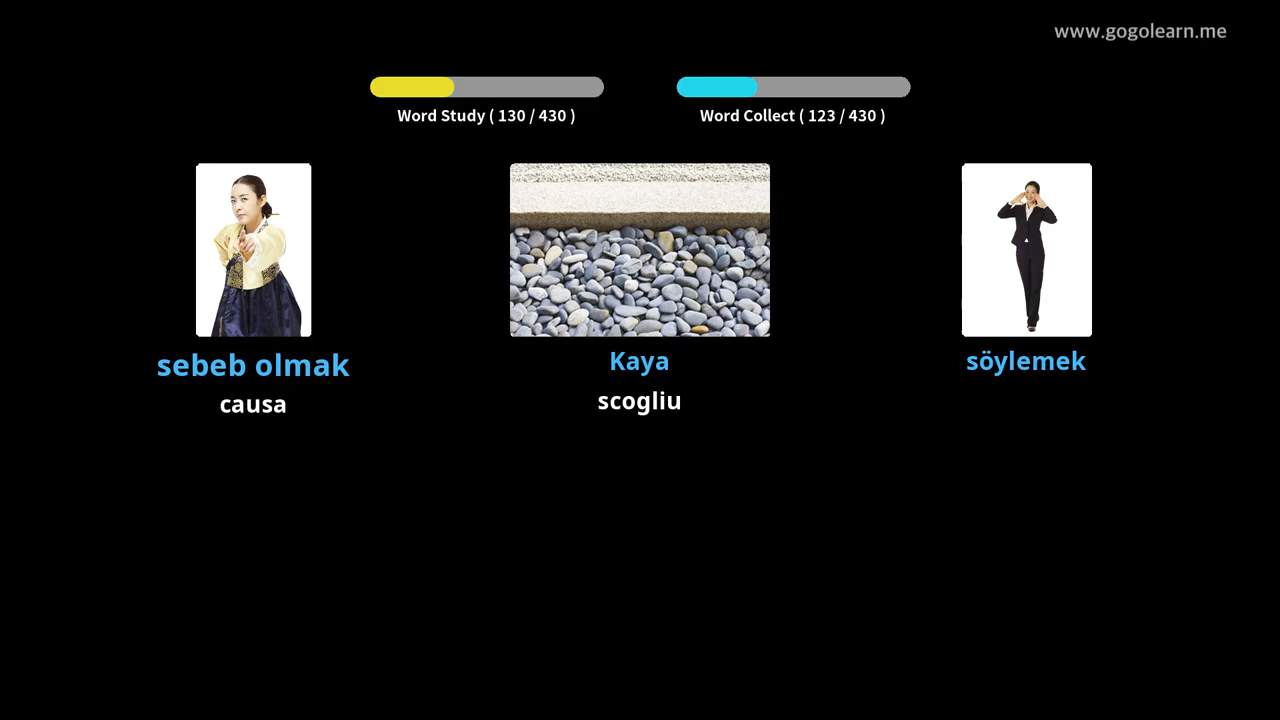 www.gogolearn.me
Word Study ( 130 / 430 )
Word Collect ( 123 / 430 )
sebeb olmak
causa
Kaya
scogliu
söylemek